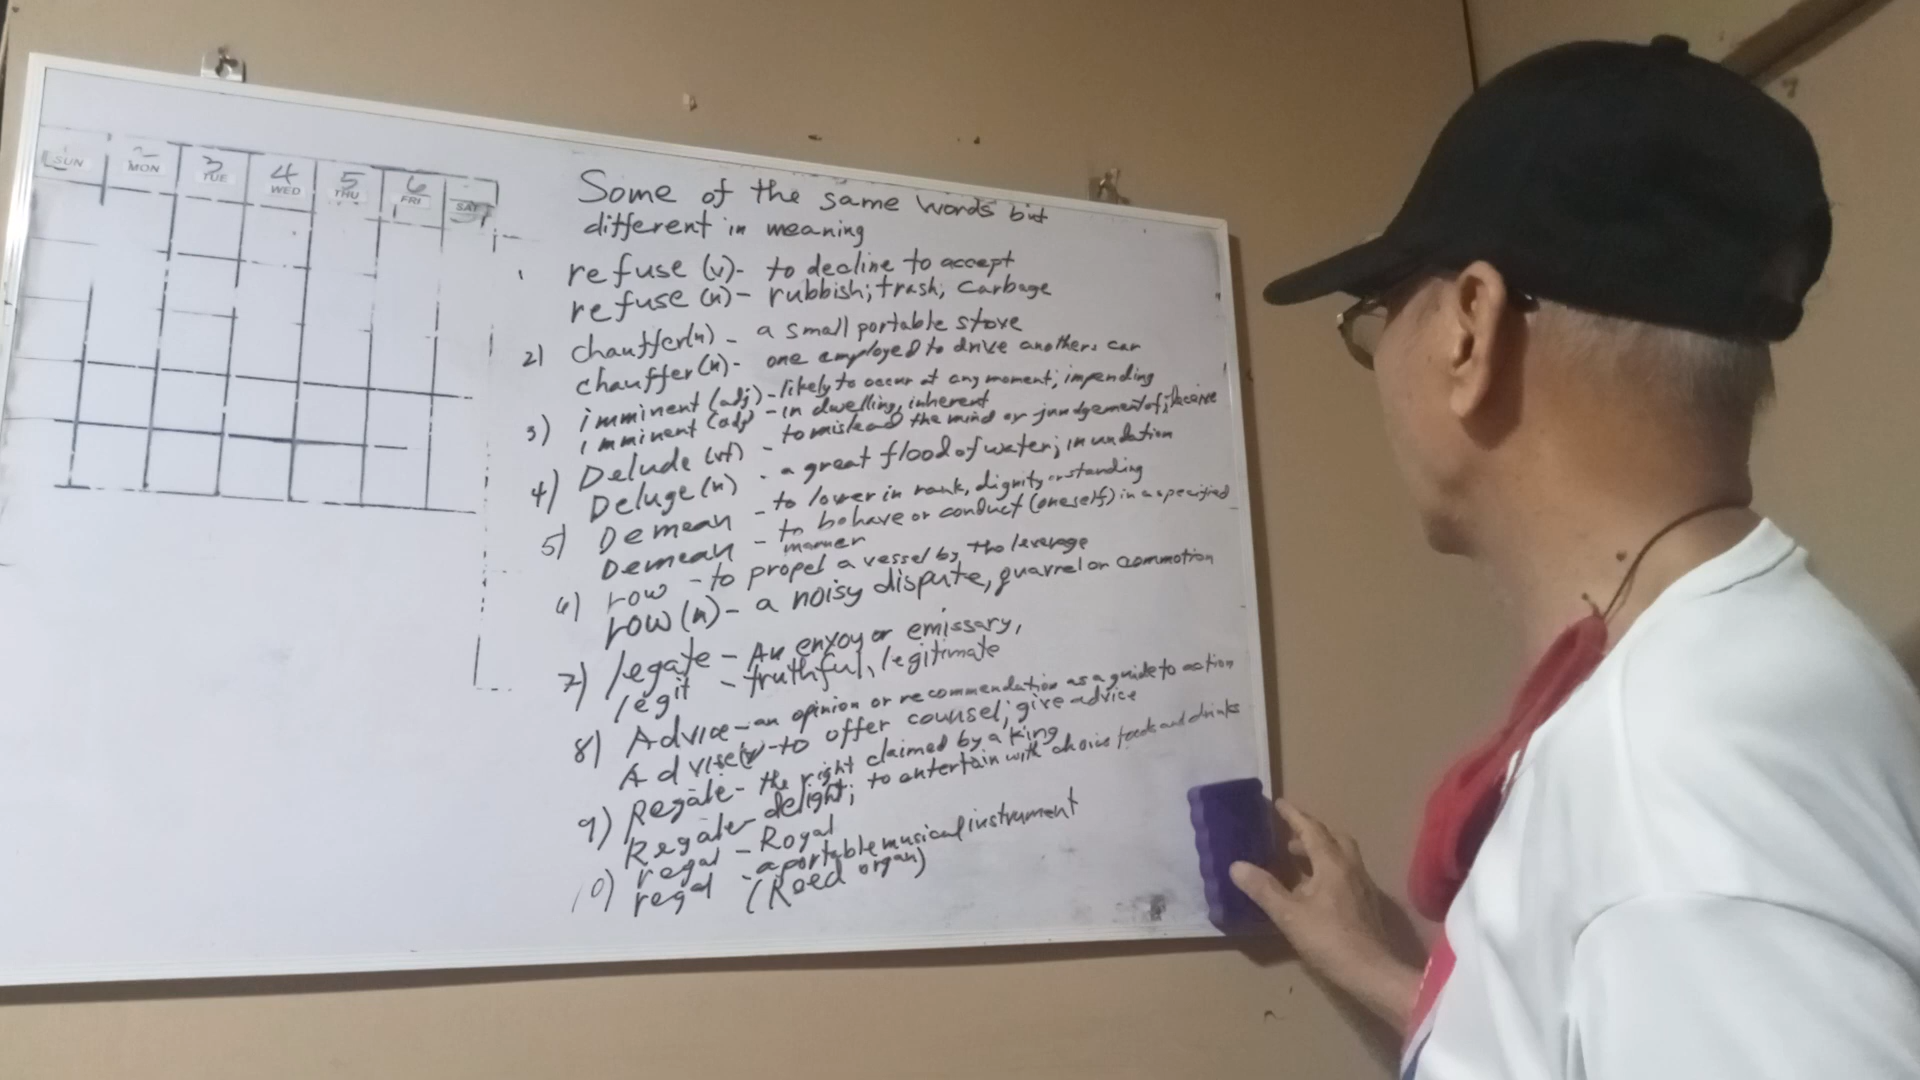 SUN MON TUE WED THU FRI SAT
2 3 4 5 6
Some of the same words but
different in meaning
1 refuse (v)- to decline to accept
refuse (n) - rubbish; trash; Carbage
2) chauffer(n) - a small portable stove
chauffer(n)- one employed to drive anothers car
3) imminent (adj)-likely to occur at any moment; impending
imminent (adj) - in dwelling, inherent
4) Delude (vt) - to mislead the mind or jundgement of;
Deluge (n) - a great flood of water; inundation
5) Demean - to lower in rank, dignity or standing
Demean - to behave or conduct (oneself) in a specified
manner
6) row - to propel a vessel by the leverage
row (n) - a noisy dispute, quarrel or commotion
7) legate - An envoy or emissary,
legit - truthful, legitimate
8) Advice - an opinion or recommendation as a guide to action
Advise(v)-to offer counsel; give advice
9) Regale - the right claimed by a king
Regale- delight; to entertain with choice foods and drinks
10) regal - Royal
regal - a portable musical instrument
(Reed organ)